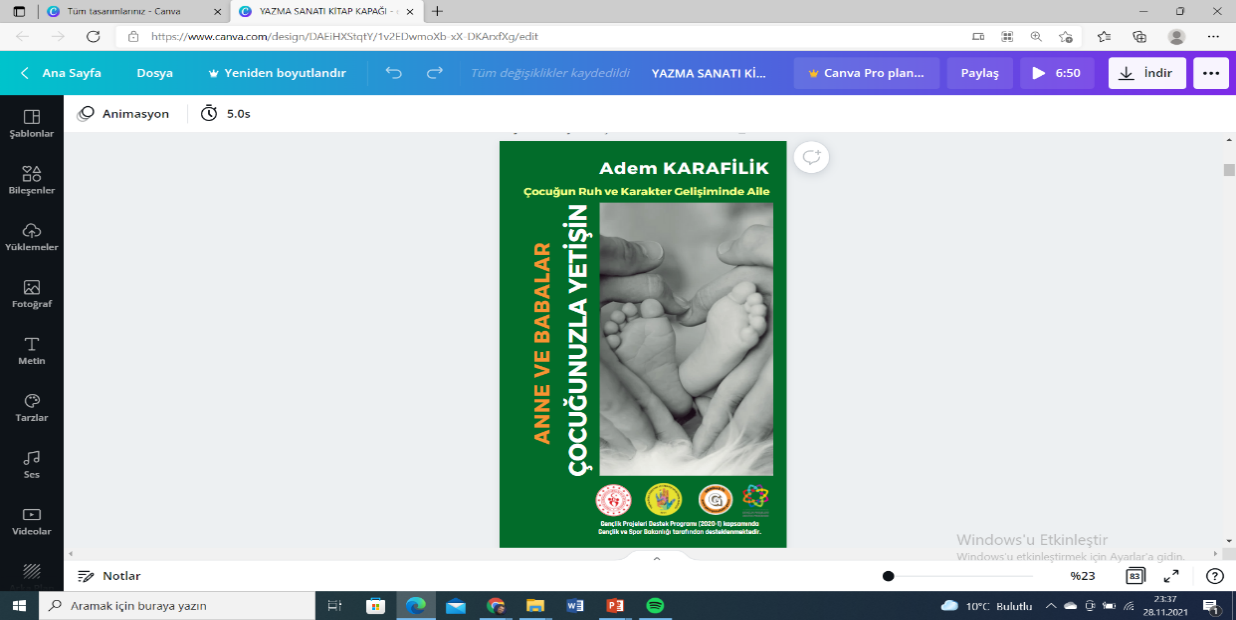 Tüm tasarımlarınız - Canva
YAZMA SANATI KİTAP KAPAĞI -
https://www.canva.com/design/DAEiHXStqtY/1v2EDwmoXb-xX-DKArxfXg/edit
Ana Sayfa Dosya Yeniden boyutlandır Tüm değişiklikler kaydedildi YAZMA SANATI Kİ... Canva Pro plan... Paylaş 6:50 İndir
Animasyon 5.0s
Şablonlar
Bileşenler
Yüklemeler
Fotoğraf
Metin
Tarzlar
Ses
Videolar
Adem KARAFİLİK
Çocuğun Ruh ve Karakter Gelişiminde Aile
ANNE VE BABALAR
ÇOCUĞUNUZLA YETİŞİN
G
Gençlik Projeleri Destek Programı (2020-1) kapsamında
Gençlik ve Spor Bakanlığı tarafından desteklenmektedir.
Windows'u Etkinleştir
Windows'u etkinleştirmek için Ayarlar'a gidin.
Notlar %23 83
Aramak için buraya yazın
10°C Bulutlu
23:37
28.11.2021
1